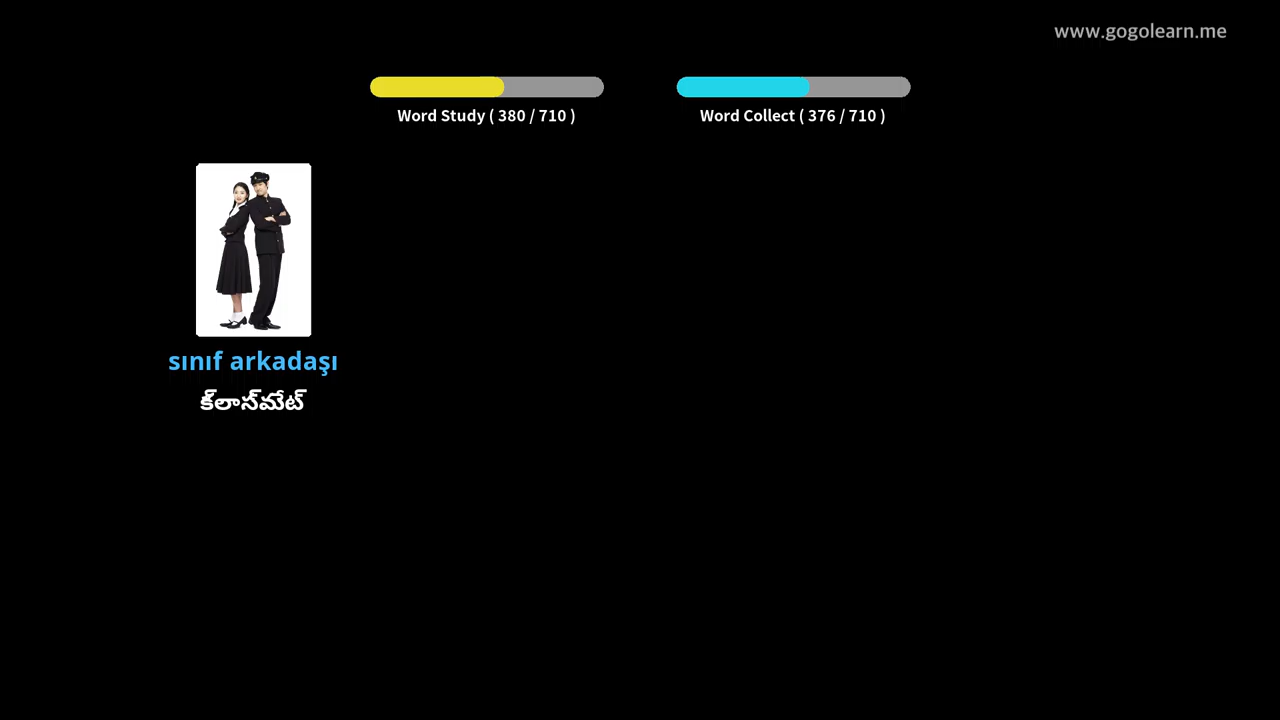 www.gogolearn.me
Word Study ( 380 / 710 )
Word Collect ( 376 / 710 )
sınıf arkadaşı
క్‌లాస్‌మేట్